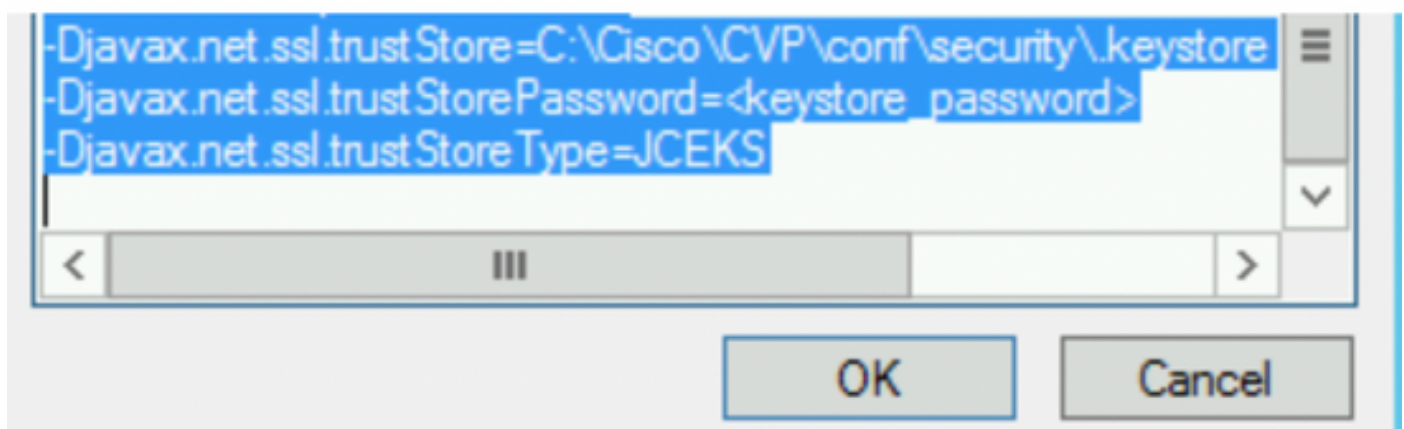 -Djavax.net.ssl.trustStore=C:\Cisco\CVP\conf\security\.keystore
-Djavax.net.ssl.trustStorePassword=<keystore_password>
-Djavax.net.ssl.trustStoreType=JCEKS
OK
Cancel